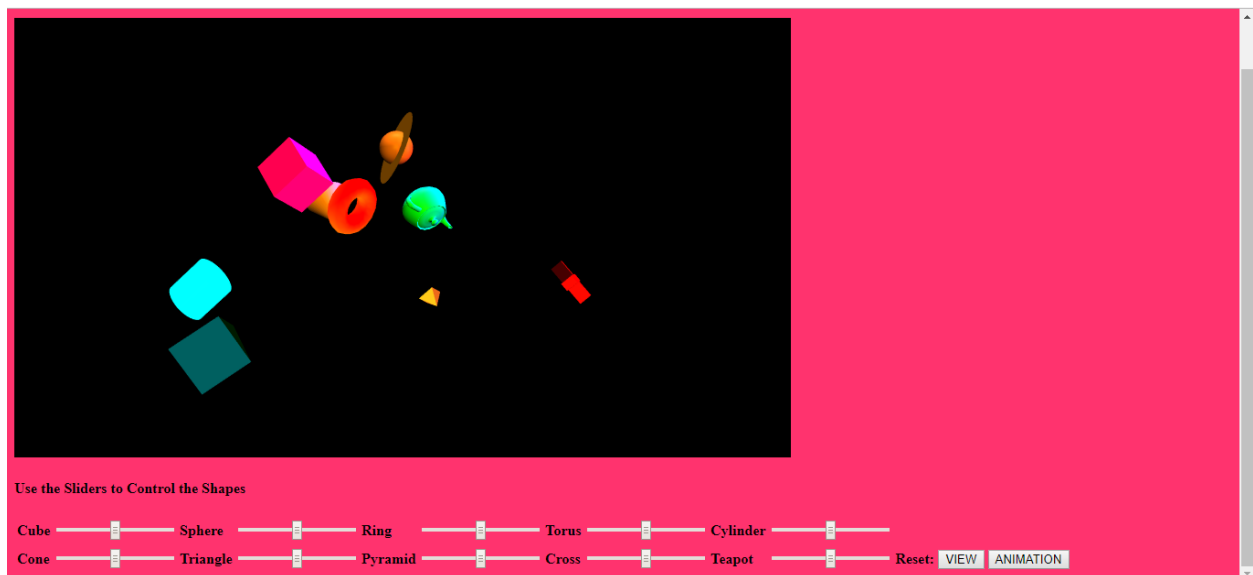 Use the Sliders to Control the Shapes
Cube Sphere Ring Torus Cylinder
Cone Triangle Pyramid Cross Teapot Reset: VIEW ANIMATION